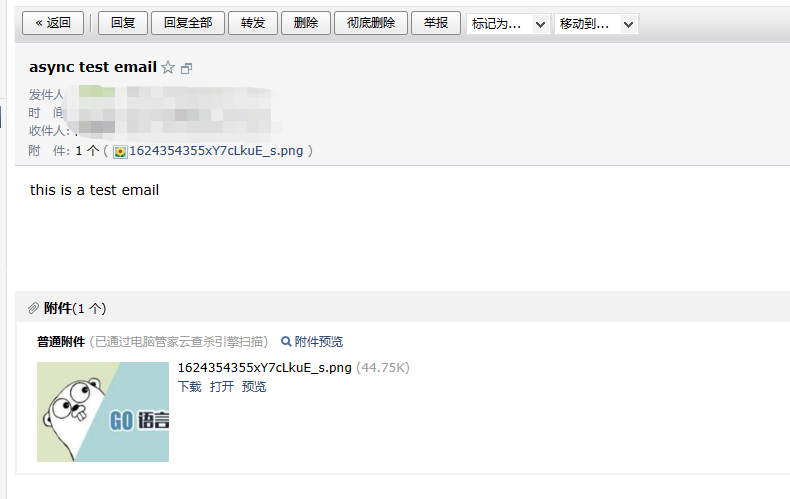 « 返回 回复 回复全部 转发 删除 彻底删除 举报 标记为... 移动到...
async test email
发件人
时 间
收件人:
附 件: 1 个 ( 1624354355xY7cLkuE_s.png )
this is a test email
附件(1 个)
普通附件 (已通过电脑管家云查杀引擎扫描) 附件预览
1624354355xY7cLkuE_s.png (44.75K)
下载 打开 预览
GO 语言